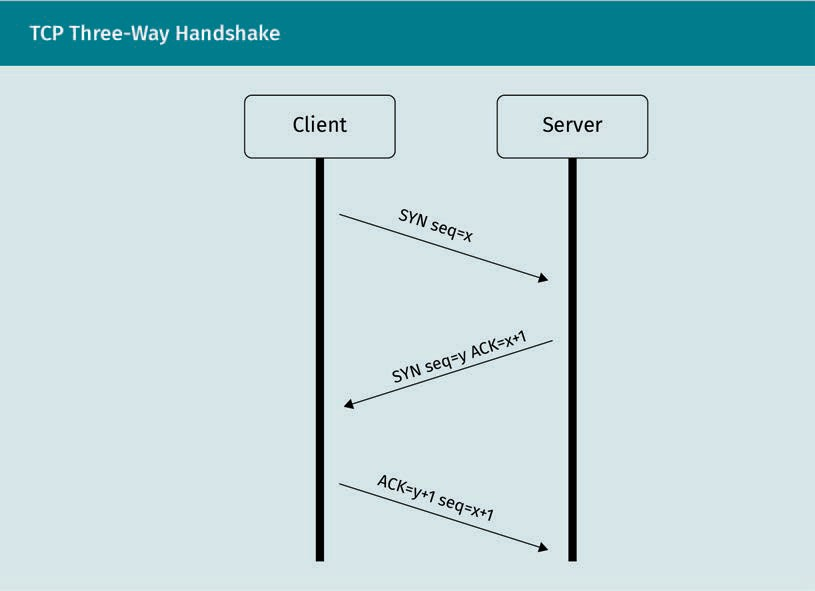 TCP Three-Way Handshake
Client
Server
SYN seq=x
SYN seq=y ACK=x+1
ACK=y+1 seq=x+1